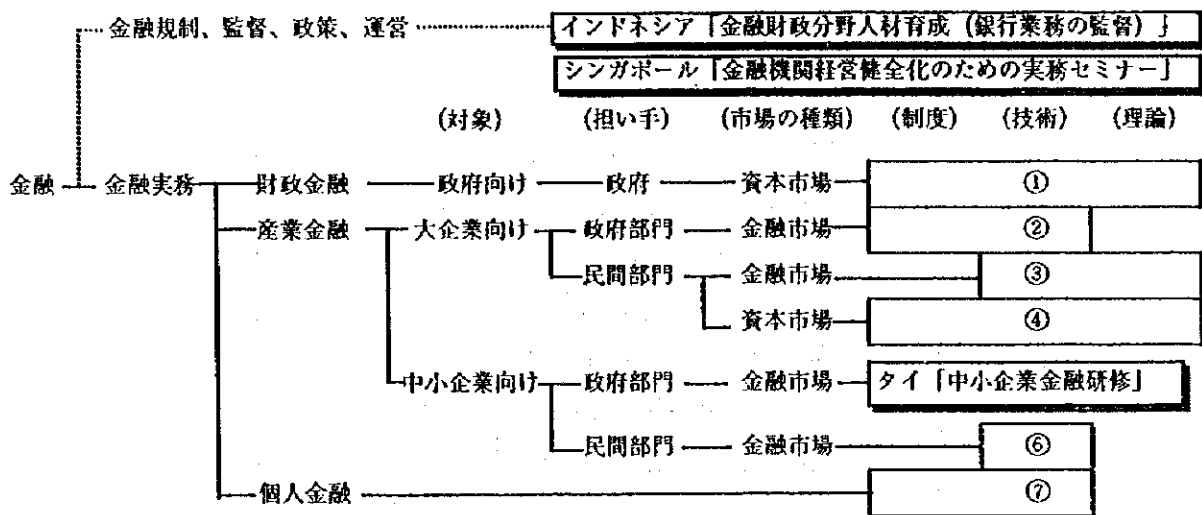 金融規制、監督、政策、運営 インドネシア「金融財政分野人材育成（銀行業務の監督）」
シンガポール「金融機関経営健全化のための実務セミナー」
(対象) (担い手) (市場の種類) (制度) (技術) (理論)
金融 金融実務 財政金融 政府向け 政府 資本市場 ①
産業金融 大企業向け 政府部門 金融市場 ②
民間部門 金融市場 ③
資本市場 ④
中小企業向け 政府部門 金融市場 タイ「中小企業金融研修」
民間部門 金融市場 ⑥
個人金融 ⑦